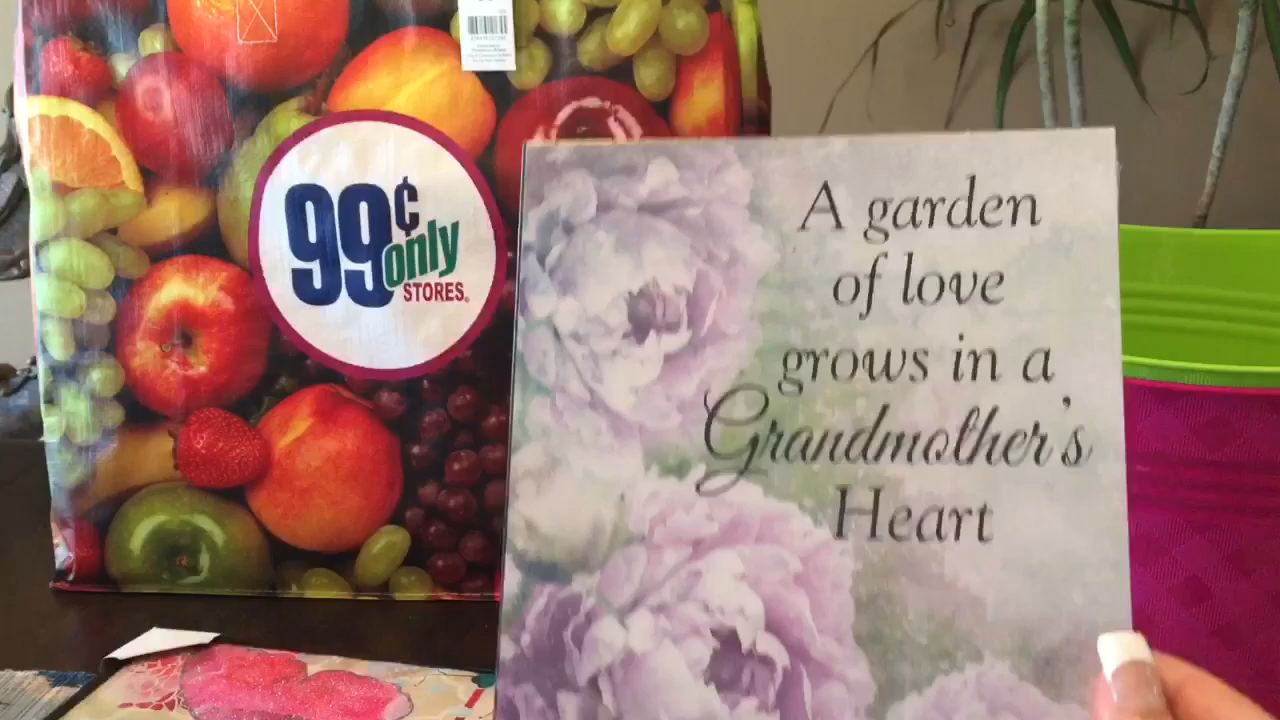 99¢
only
STORES®
A garden
of love
grows in a
Grandmother's
Heart